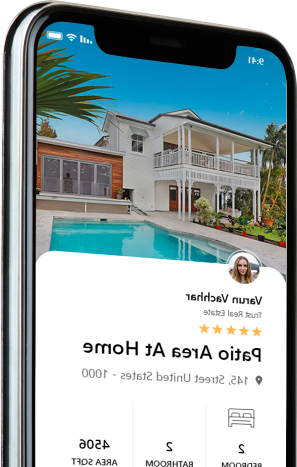 9:41
Varun Vachhar
Trust Real Estate
Patio Area At Home
145, Street United States - 1000
2 2 4506
BEDROOM BATHROOM AREA SQFT